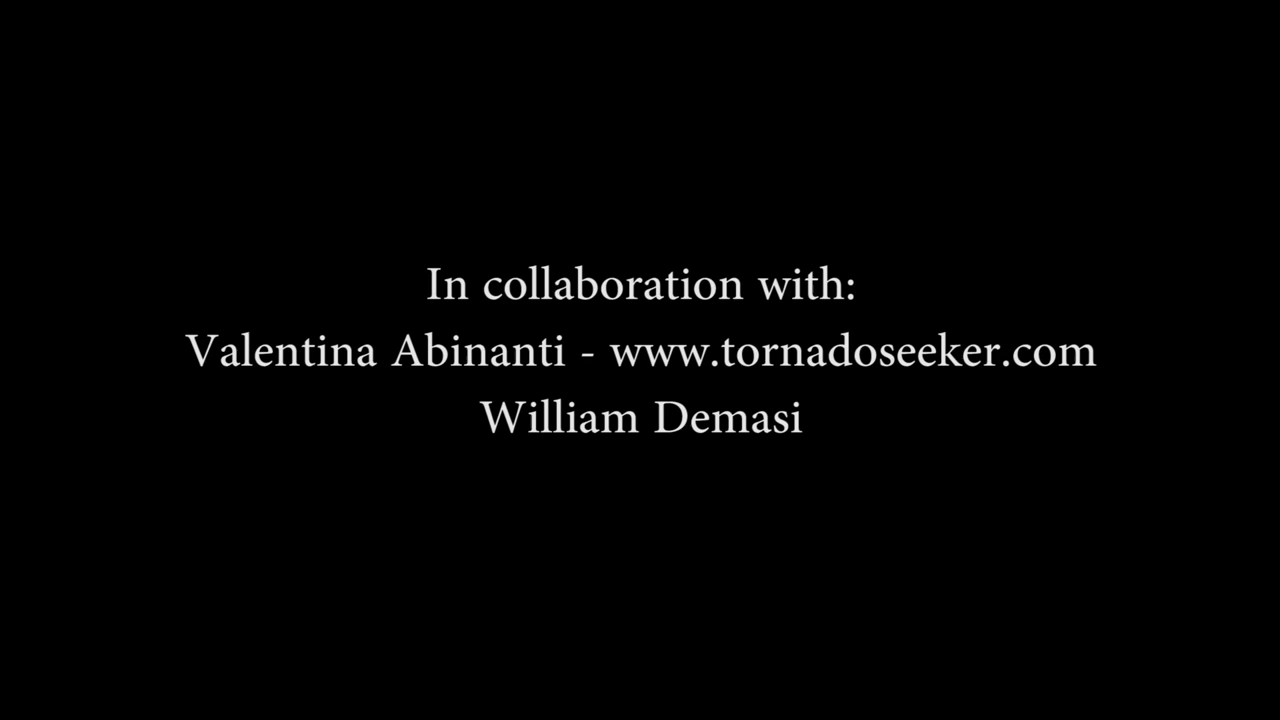 In collaboration with:
Valentina Abinanti - www.tornadoseeker.com
William Demasi